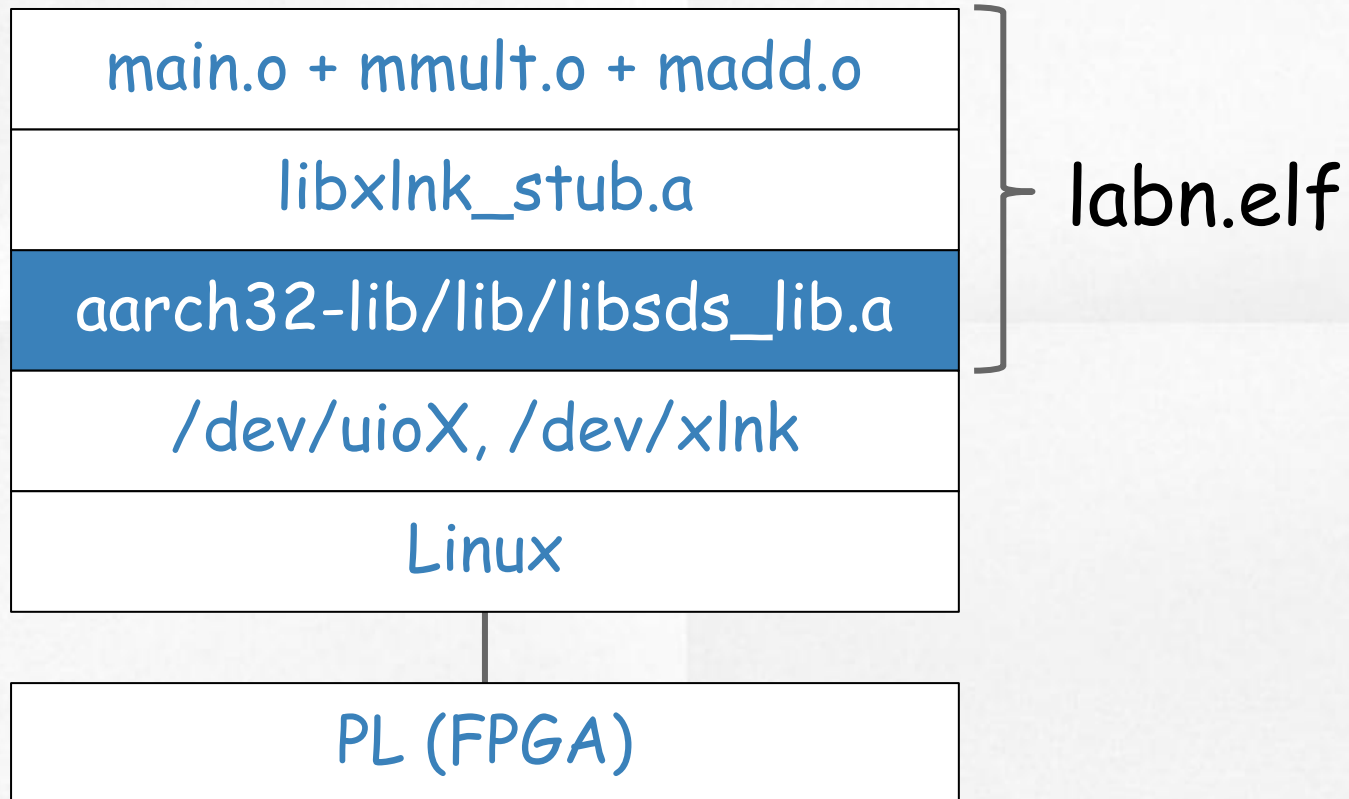 main.o + mmult.o + madd.o
libxlnk_stub.a
labn.elf
aarch32-lib/lib/libsds_lib.a
/dev/uioX, /dev/xlnk
Linux
PL (FPGA)